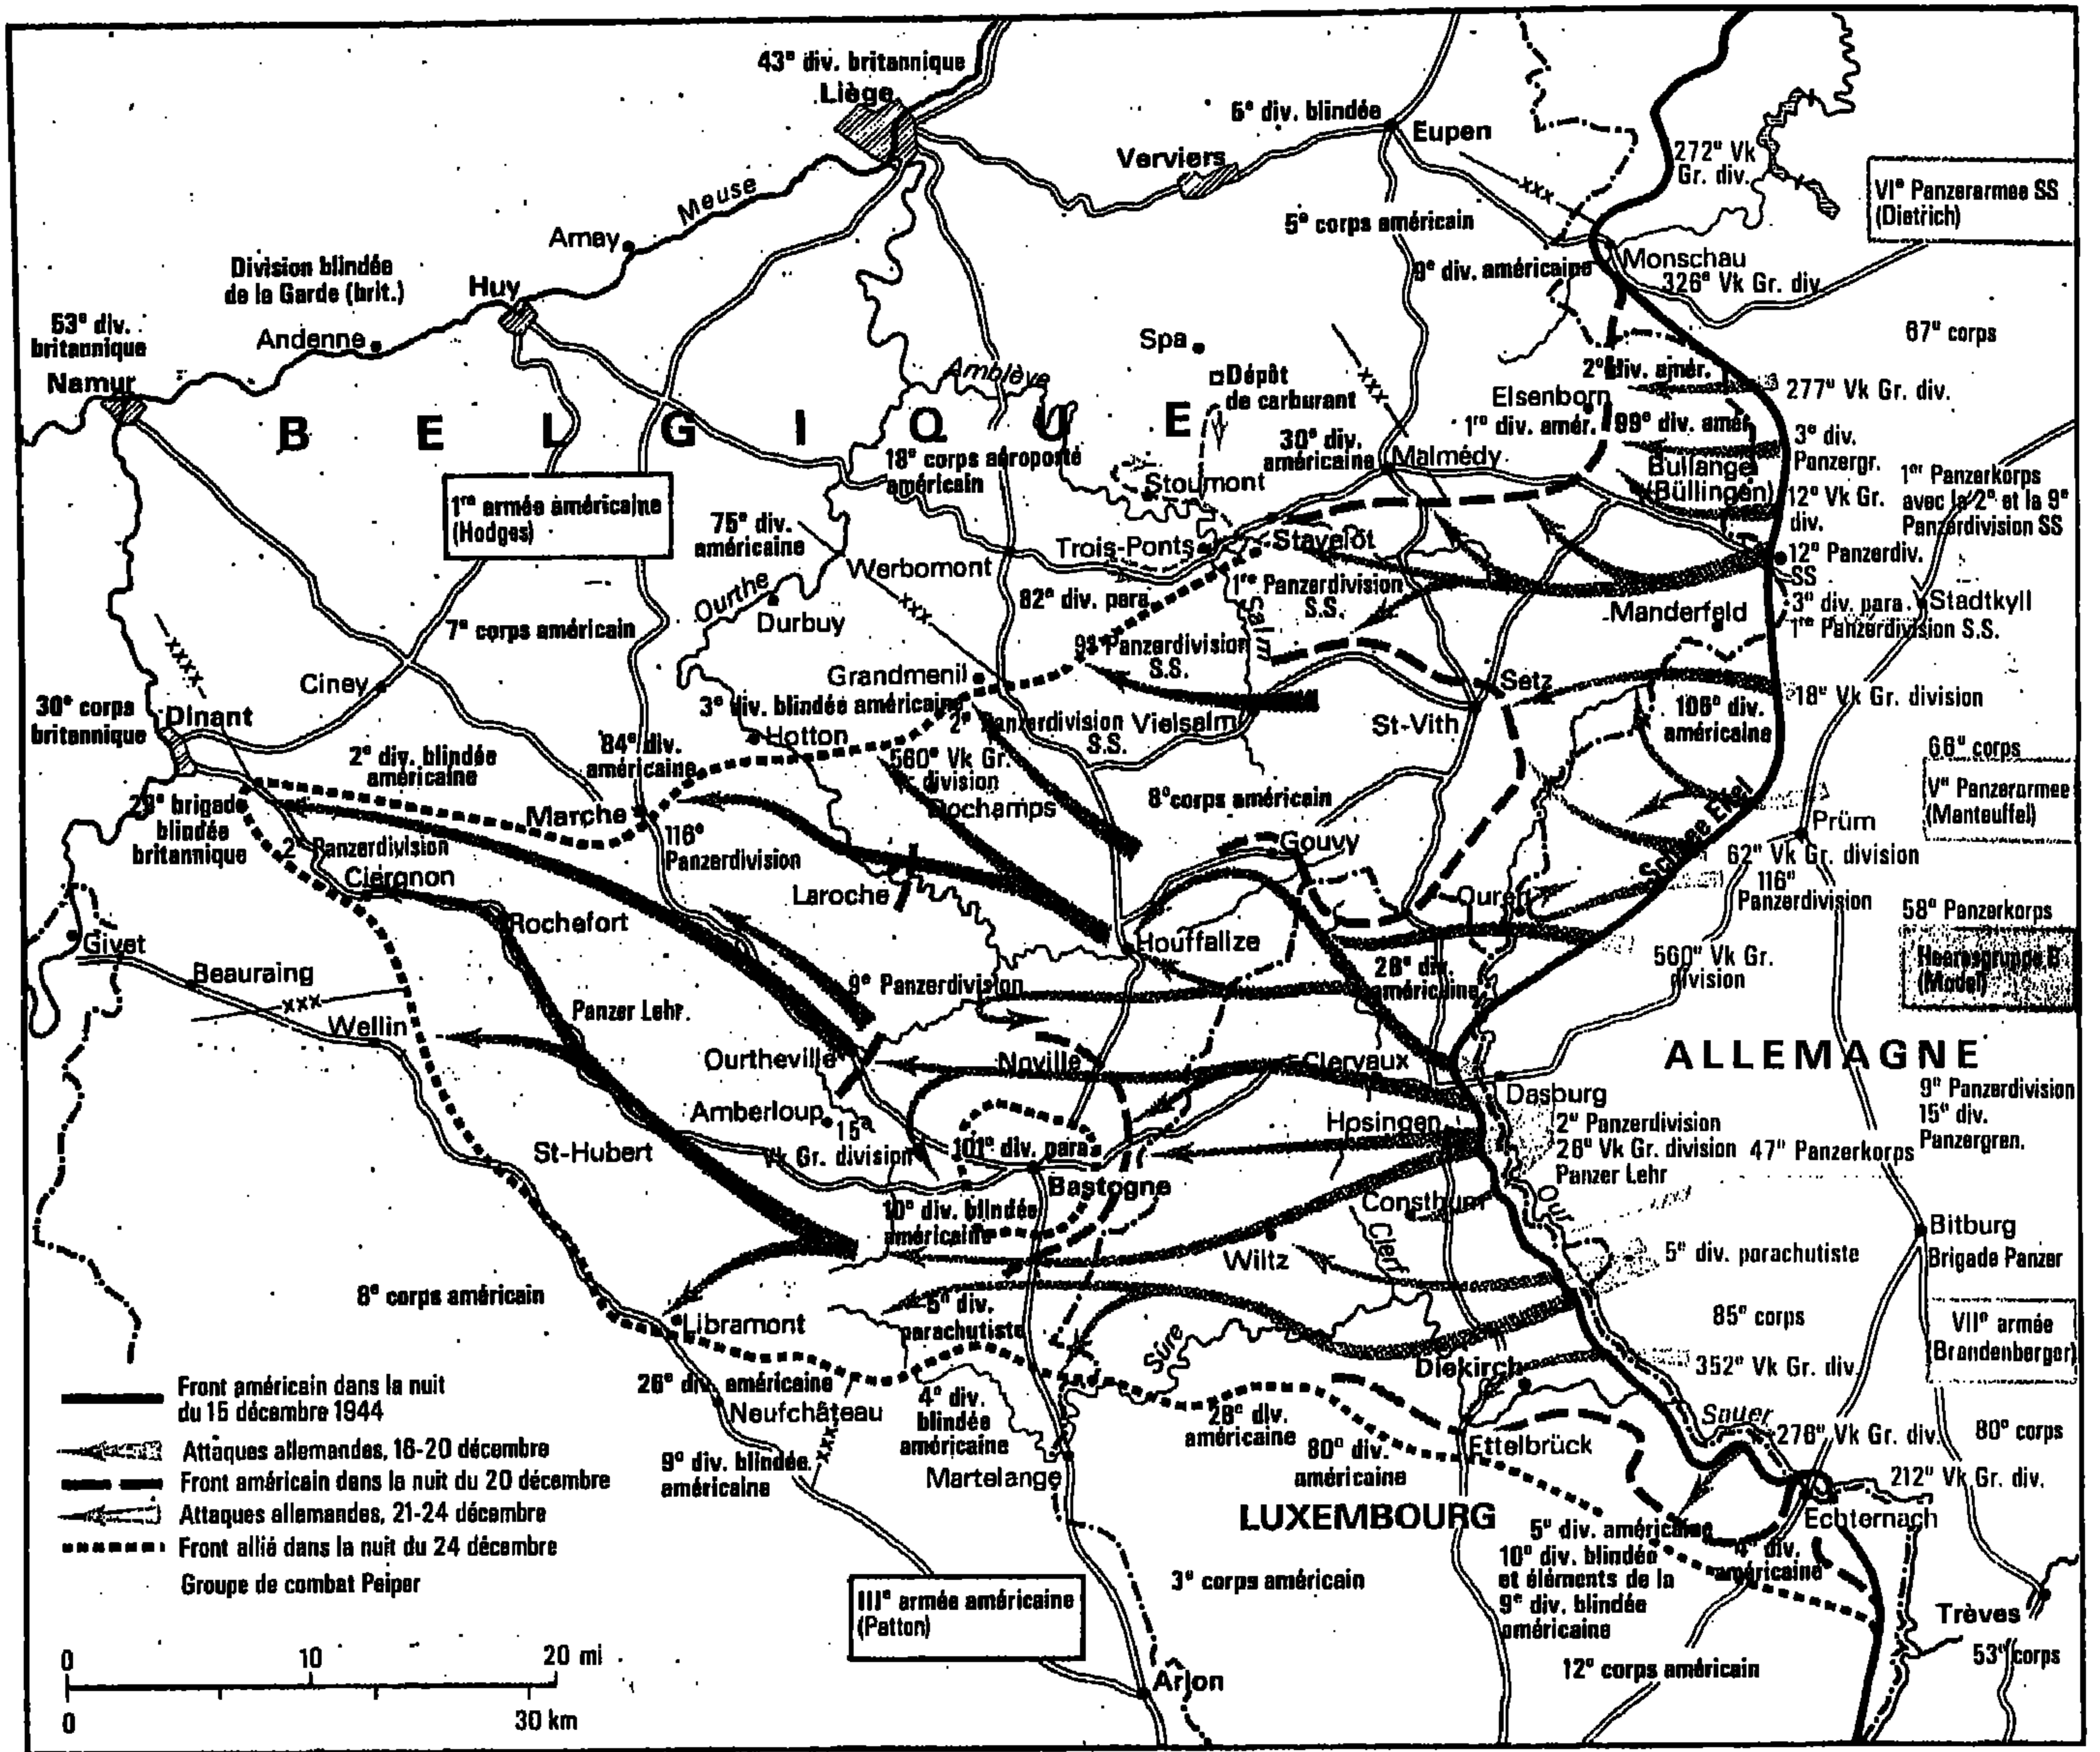 43e div. britannique
Liège
6e div. blindée
Eupen
Verviers
272e Vk
Gr. div.
VIe Panzerarmee SS
(Dietrich)
Meuse
5e corps américain
Amay
Monschau
9e div. américaine
326e Vk Gr. div.
Division blindée
de la Garde (brit.)
Huy
53e div.
britannique
Andenne
Spa
67e corps
Namur
Amblève
Dépôt
de carburant
2e div. amér.
277e Vk Gr. div.
Elsenborn
BELGIQUE
1re div. amér.
99e div. amér.
3e div.
Panzergr.
30e div.
américaine
Malmédy
18e corps aéroporté
américain
Stoumont
Bullange
(Büllingen)
12e Vk Gr.
div.
1er Panzerkorps
avec la 2e et la 9e
Panzerdivision SS
1re armée américaine
(Hodges)
75e div.
américaine
Trois-Ponts
Stavelot
12e Panzerdiv.
SS
Werbomont
1re Panzerdivision
S.S.
Ourthe
82e div. para.
Salm
Manderfeld
3e div. para.
Stadtkyll
1re Panzerdivision S.S.
Durbuy
7e corps américain
9e Panzerdivision
S.S.
Grandmenil
Ciney
Setz
3e div. blindée américaine
18e Vk Gr. division
30e corps
britannique
Dinant
2e Panzerdivision
S.S.
Vielsalm
St-Vith
106e div.
américaine
Hotton
2e div. blindée
américaine
84e div.
américaine
66e corps
560e Vk Gr.
division
Ve Panzerarmee
(Manteuffel)
29e brigade
blindée
britannique
Dochamps
8e corps américain
Schnee Eifel
Marche
Prüm
116e
Panzerdivision
Gouvy
2e Panzerdivision
62e Vk Gr. division
Ciergnon
Laroche
Ouren
116e
Panzerdivision
58e Panzerkorps
Rochefort
Givet
Houffalize
Heeresgruppe B
(Model)
Beauraing
28e div.
américaine
560e Vk Gr.
division
9e Panzerdivision
Panzer Lehr.
Wellin
Ourtheville
Noville
Clervaux
ALLEMAGNE
Dasburg
9e Panzerdivision
15e div.
Panzergren.
Amberloup
15e
Vk Gr. division
Hosingen
2e Panzerdivision
26e Vk Gr. division
Panzer Lehr
47e Panzerkorps
St-Hubert
101e div. para.
Bastogne
Consthum
Our
10e div. blindée
américaine
Clerf
Bitburg
Wiltz
5e div. parachutiste
Brigade Panzer
8e corps américain
5e div.
parachutiste
85e corps
VIIe armée
(Brandenberger)
Libramont
Sûre
Diekirch
352e Vk Gr. div.
Front américain dans la nuit
du 15 décembre 1944
26e div. américaine
4e div.
blindée
américaine
Neufchâteau
28e div.
américaine
Sauer
278e Vk Gr. div.
80e corps
Attaques allemandes, 16-20 décembre
80e div.
américaine
Ettelbrück
9e div. blindée
américaine
Martelange
212e Vk Gr. div.
Front américain dans la nuit du 20 décembre
Attaques allemandes, 21-24 décembre
LUXEMBOURG
Echternach
Front allié dans la nuit du 24 décembre
5e div. américaine
10e div. blindée
et éléments de la
9e div. blindée
américaine
4e div.
américaine
Groupe de combat Peiper
3e corps américain
IIIe armée américaine
(Patton)
Trèves
53e corps
12e corps américain
Arlon
0 10 20 mi
0 30 km